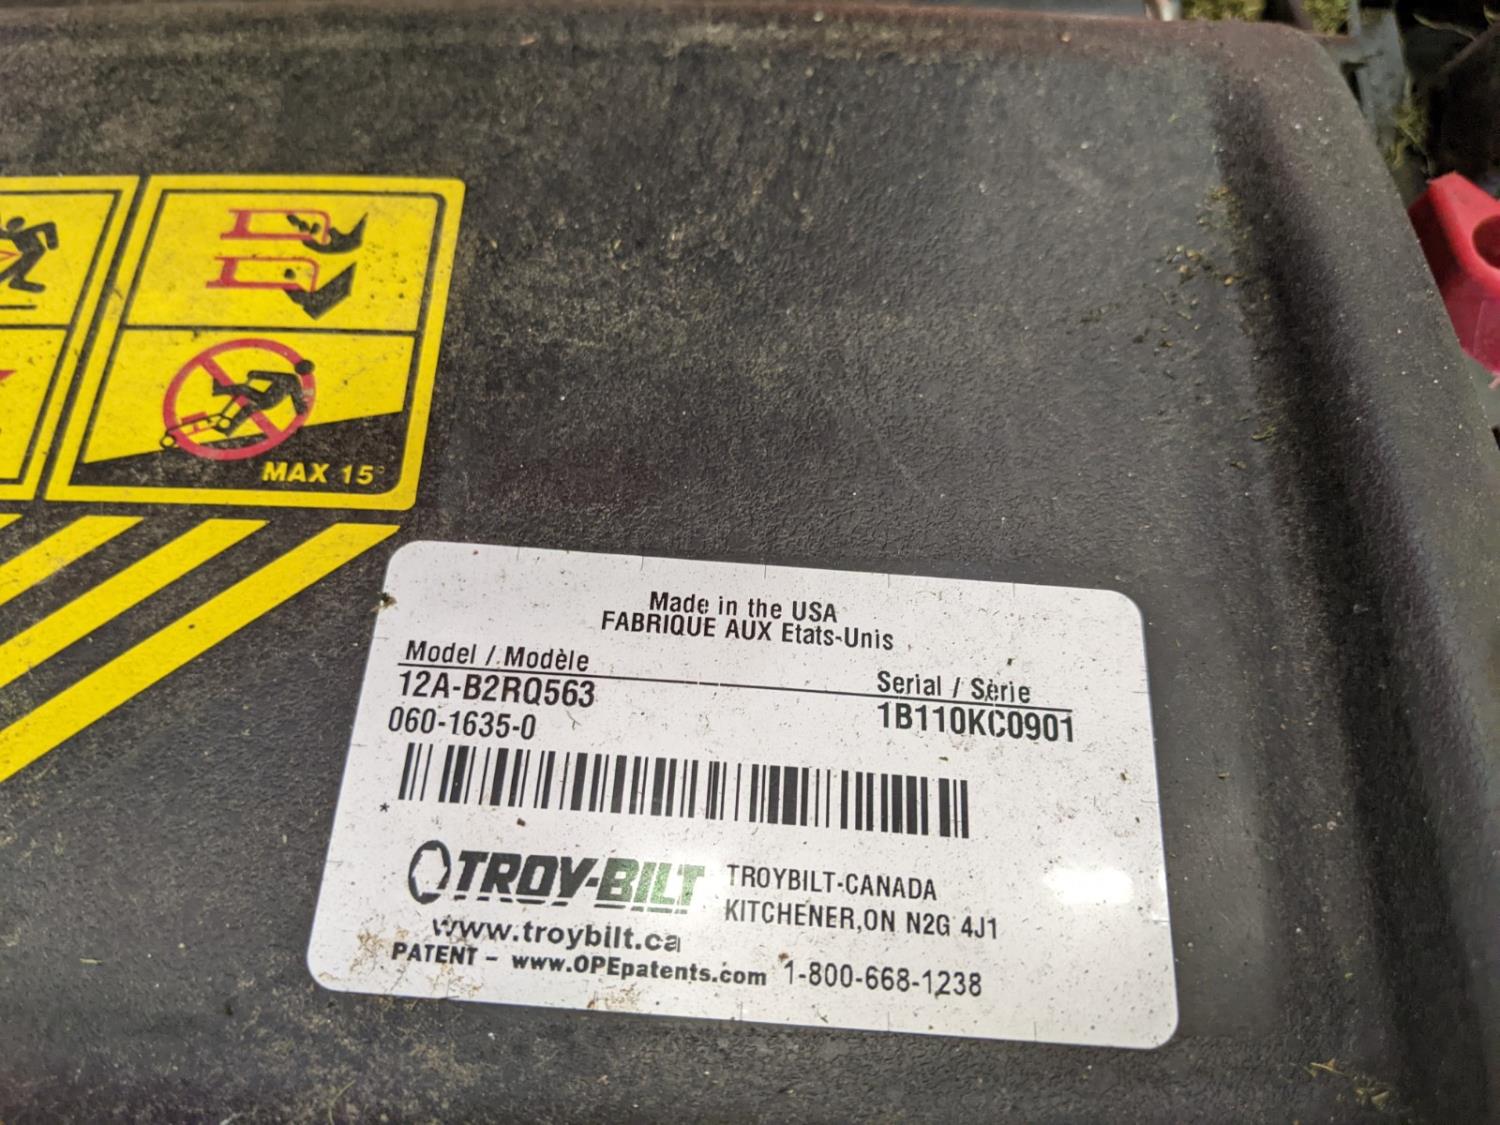 MAX 15°
Made in the USA
FABRIQUE AUX Etats-Unis
Model / Modèle
Serial / Série
12A-B2RQ563
1B110KC0901
060-1635-0
*
TROY-BILT
TROYBILT-CANADA
KITCHENER,ON N2G 4J1
www.troybilt.ca
PATENT - www.OPEpatents.com 1-800-668-1238